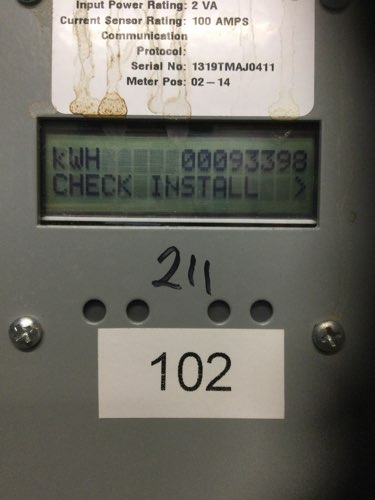 Input Power Rating: 2 VA
Current Sensor Rating: 100 AMPS
Communication
Protocol:
Serial No: 1319TMAJ0411
Meter Pos: 02-14
kWH 00093398
CHECK INSTALL >
211
102